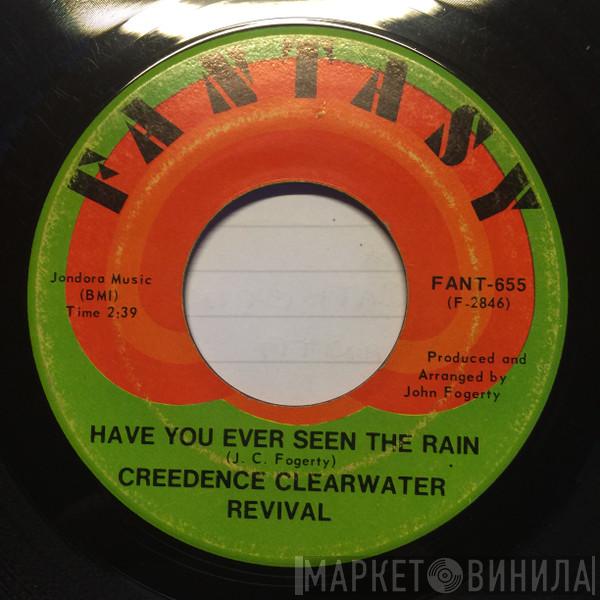 FANTASY
Jondora Music
(BMI)
Time 2:39
FANT-655
(F-2846)
Produced and
Arranged by
John Fogerty
HAVE YOU EVER SEEN THE RAIN
(J. C. Fogerty)
CREEDENCE CLEARWATER
REVIVAL
МАРКЕТ ВИНИЛА